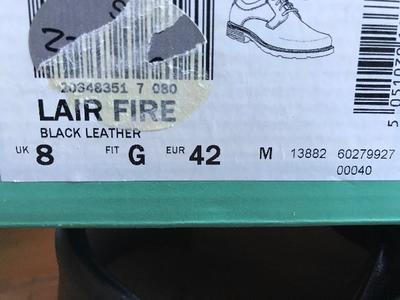 20348351 7 080
LAIR FIRE
BLACK LEATHER
UK 8 FIT G EUR 42 M 13882 60279927
00040